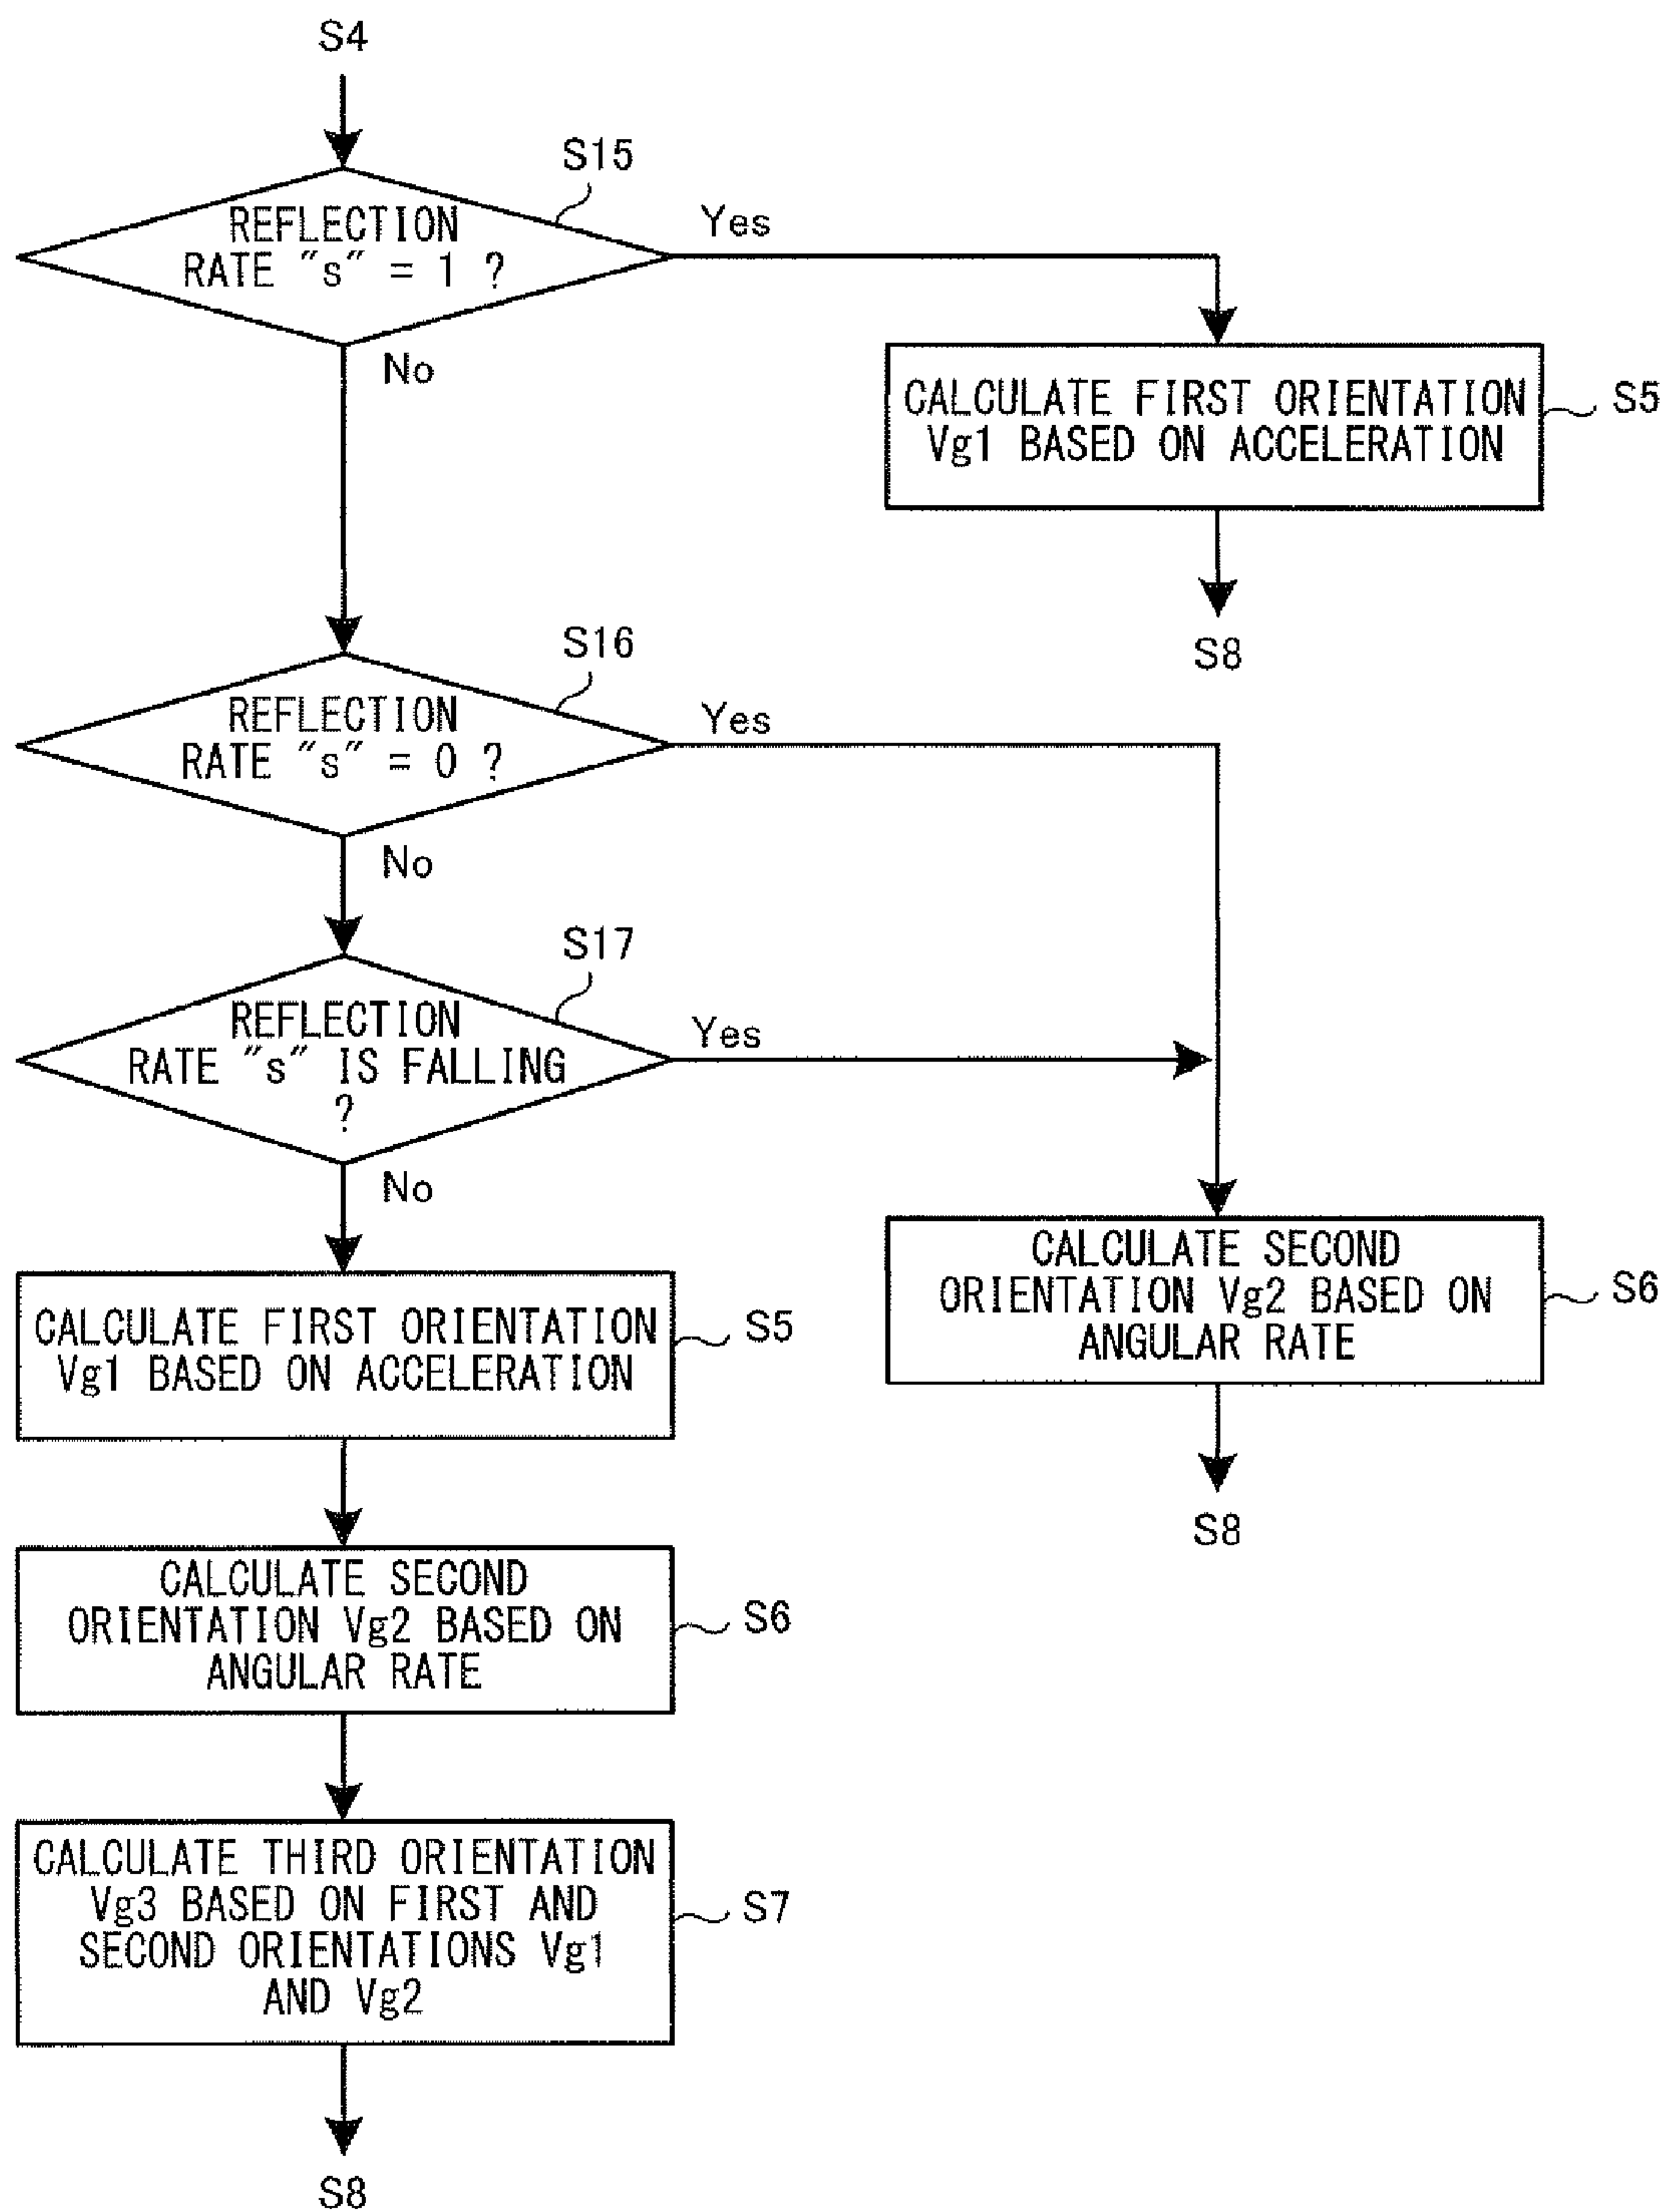 S4
S15
REFLECTION
RATE "s" = 1 ?
Yes
No
CALCULATE FIRST ORIENTATION
Vg1 BASED ON ACCELERATION
S5
S8
S16
REFLECTION
RATE "s" = 0 ?
Yes
No
S17
REFLECTION
RATE "s" IS FALLING
?
Yes
No
CALCULATE SECOND
ORIENTATION Vg2 BASED ON
ANGULAR RATE
S6
S8
CALCULATE FIRST ORIENTATION
Vg1 BASED ON ACCELERATION
S5
CALCULATE SECOND
ORIENTATION Vg2 BASED ON
ANGULAR RATE
S6
CALCULATE THIRD ORIENTATION
Vg3 BASED ON FIRST AND
SECOND ORIENTATIONS Vg1
AND Vg2
S7
S8